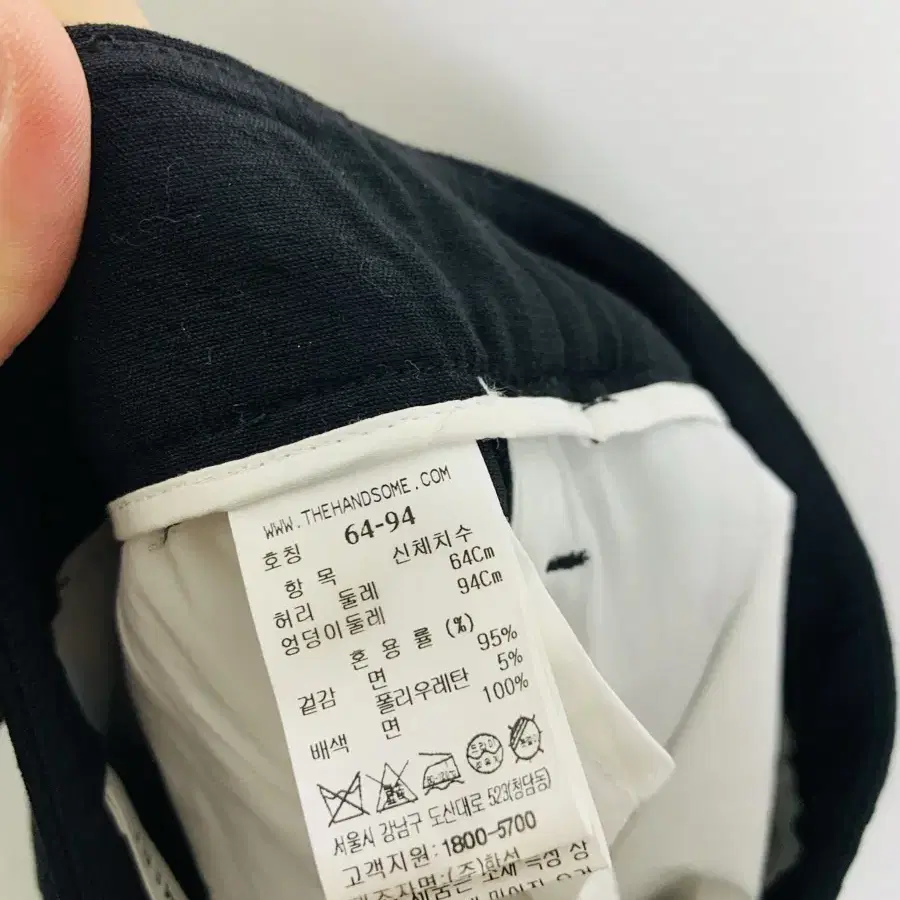 WWW.THEHANDSOME.COM
호칭 64-94
항 목 신체치수
허리 둘레 64Cm
엉덩이둘레 94Cm
혼 용 률 (%)
겉감 면 95%
폴리우레탄 5%
배색 면 100%
서울시 강남구 도산대로 523(청담동)
고객지원:1800-5700